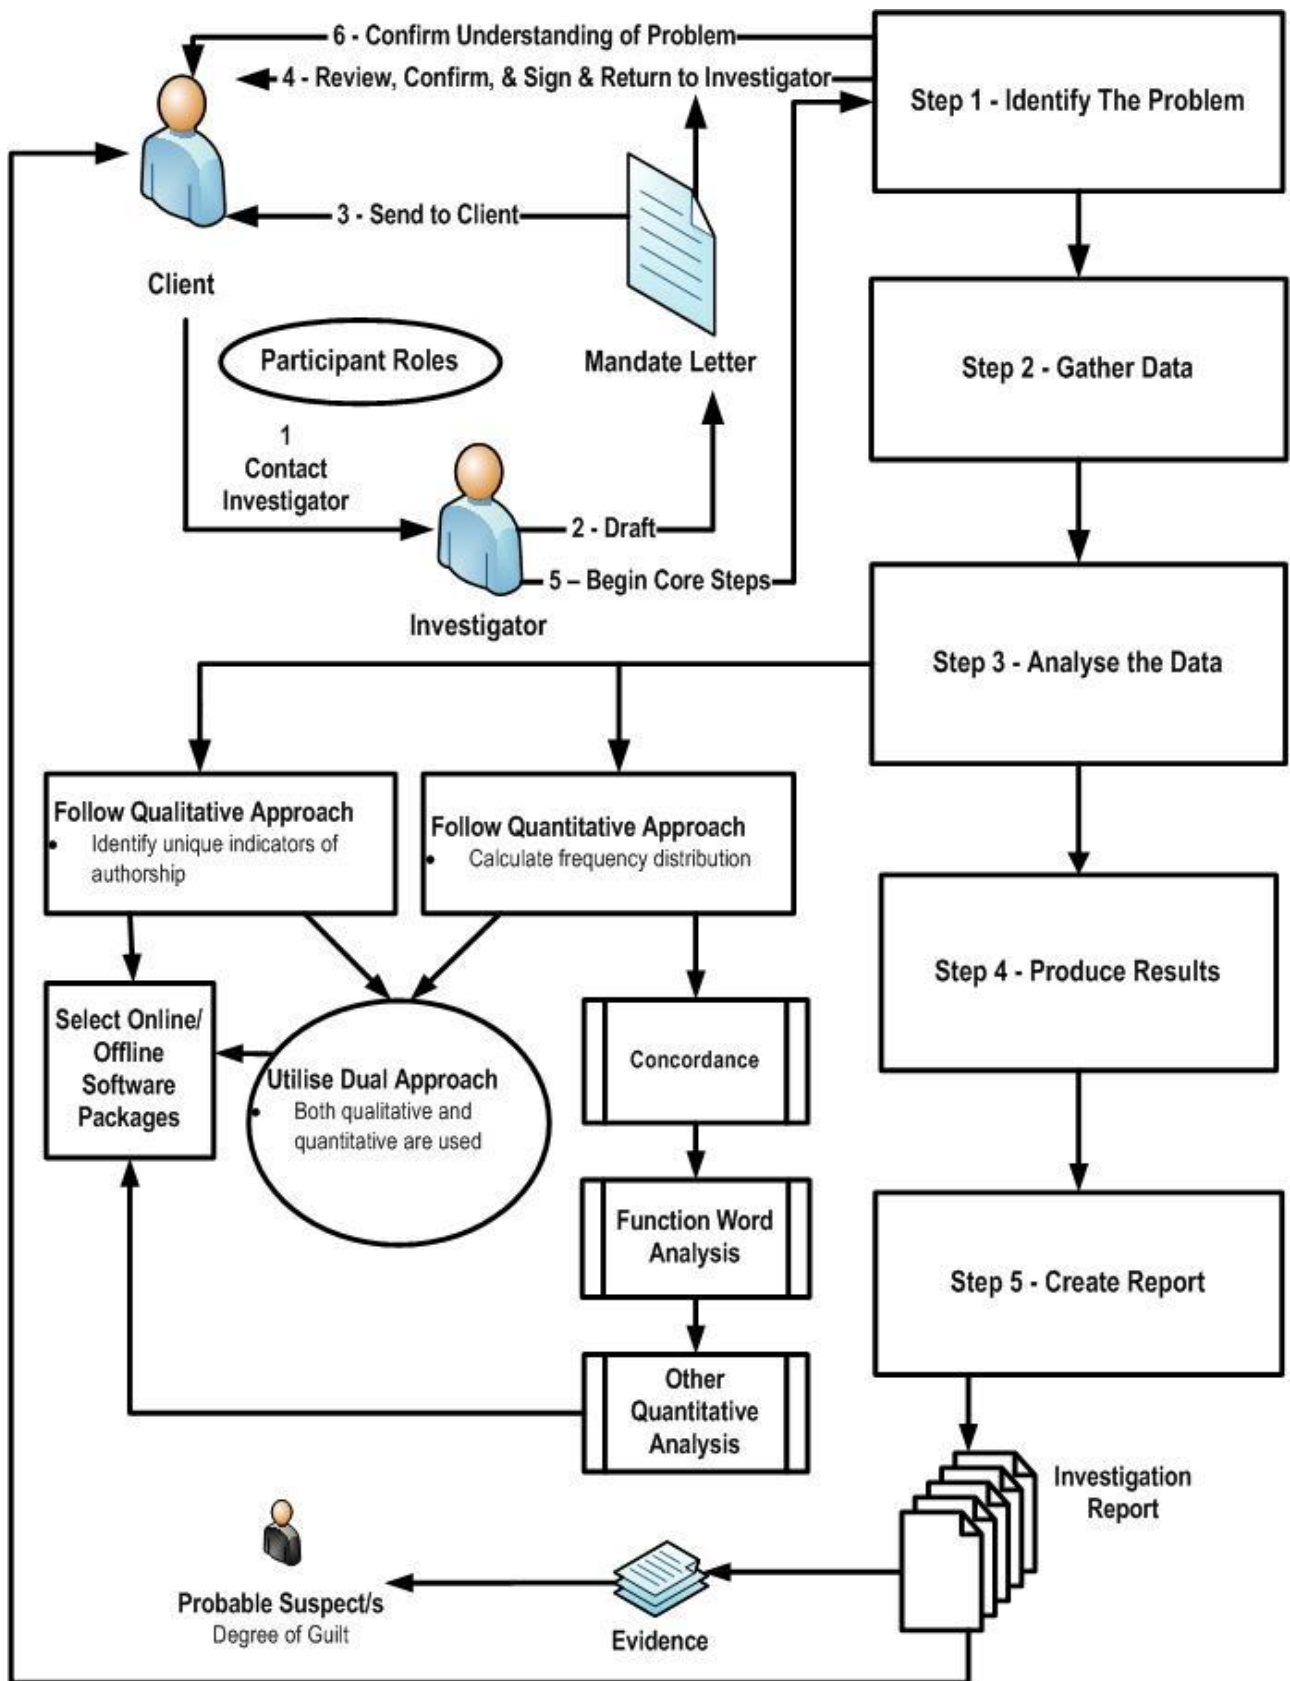 6 - Confirm Understanding of Problem
4 - Review, Confirm, & Sign & Return to Investigator
Step 1 - Identify The Problem
3 - Send to Client
Client
Participant Roles
Mandate Letter
Step 2 - Gather Data
1
Contact
Investigator
2 - Draft
5 – Begin Core Steps
Investigator
Step 3 - Analyse the Data
Follow Qualitative Approach
• Identify unique indicators of
authorship
Follow Quantitative Approach
• Calculate frequency distribution
Step 4 - Produce Results
Select Online/
Offline
Software
Packages
Utilise Dual Approach
• Both qualitative and
quantitative are used
Concordance
Function Word
Analysis
Step 5 - Create Report
Other
Quantitative
Analysis
Investigation
Report
Probable Suspect/s
Degree of Guilt
Evidence